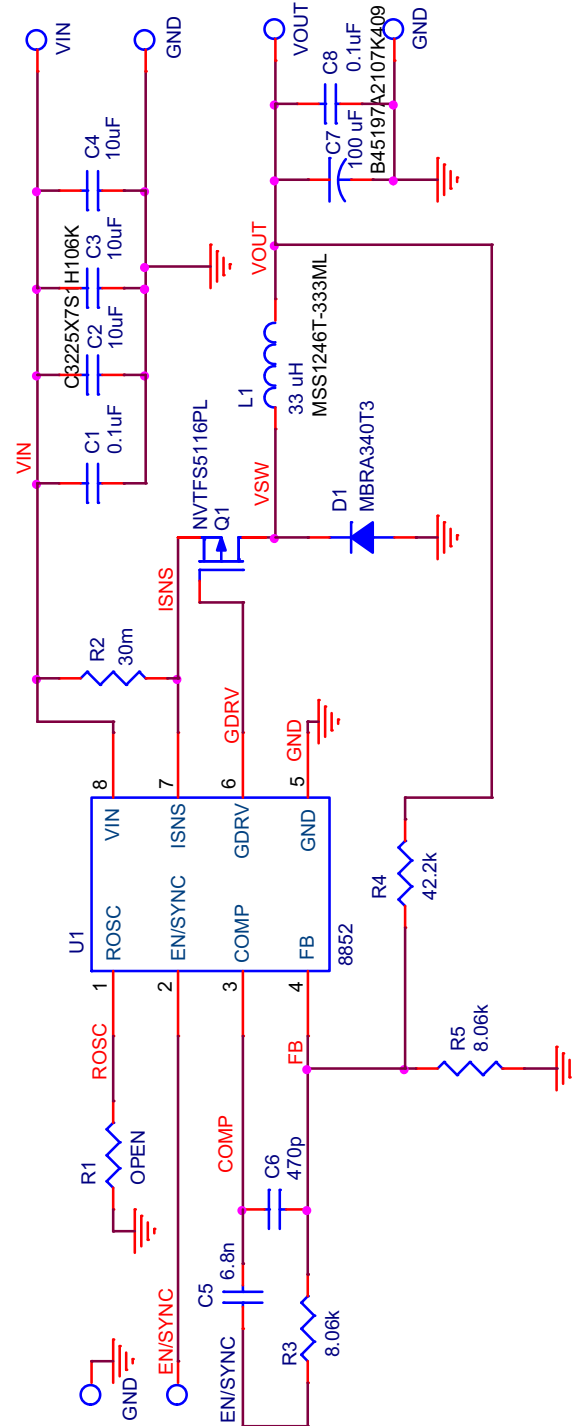 VIN
GND
C4
10uF
C3
10uF
C3225X7S1H106K
C2
10uF
C1
0.1uF
VIN
VOUT
GND
C8
0.1uF
C7
100 uF
B45197A2107K409
VOUT
L1
33 uH
MSS1246T-333ML
VSW
D1
MBRA340T3
NVTFS5116PL
Q1
ISNS
R2
30m
GDRV
GND
8
7
6
5
VIN
ISNS
GDRV
GND
U1
ROSC
EN/SYNC
COMP
FB
8852
1
2
3
4
ROSC
FB
R4
42.2k
R5
8.06k
R1
OPEN
COMP
C6
470p
C5
6.8n
R3
8.06k
EN/SYNC
EN/SYNC
GND